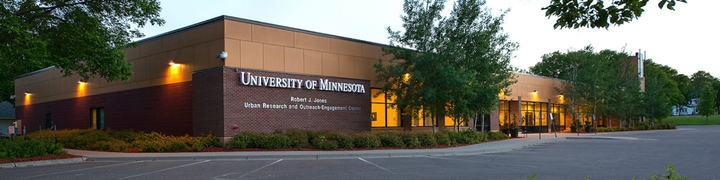 UNIVERSITY OF MINNESOTA
Robert J. Jones
Urban Research and Outreach-Engagement Center